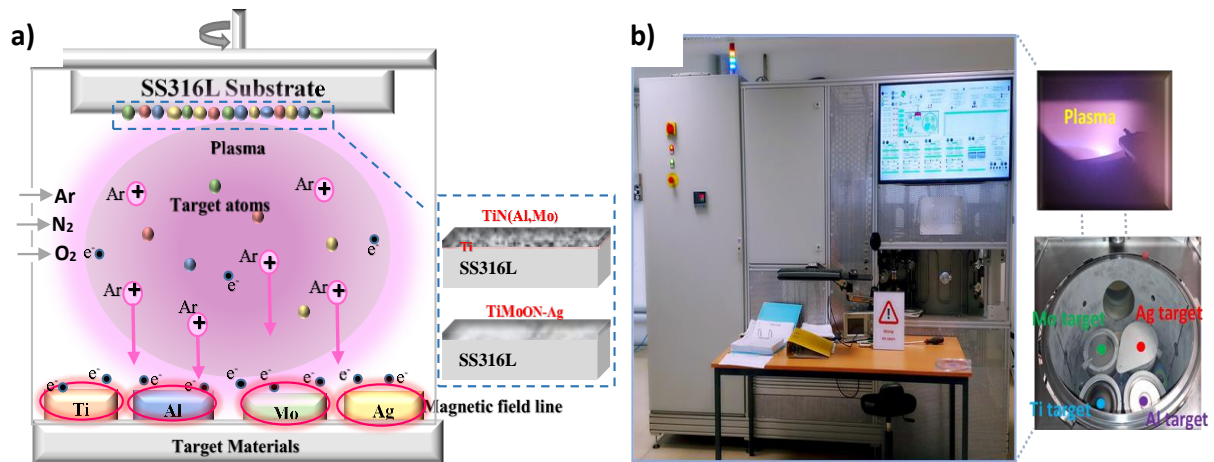 a)
SS316L Substrate
Plasma
Ar
Ar
Target atoms
Ar
N₂
O₂
e⁻
e⁻
e⁻
Ar
Ar
Ar
Ar
TiN(Al,Mo)
Ti
SS316L
TiMoON-Ag
SS316L
e⁻
e⁻
e⁻
e⁻
e⁻
e⁻
e⁻
e⁻
Ti
Al
Mo
Ag
Magnetic field line
Target Materials
b)
Plasma
Mo target
Ag target
Ti target
Al target